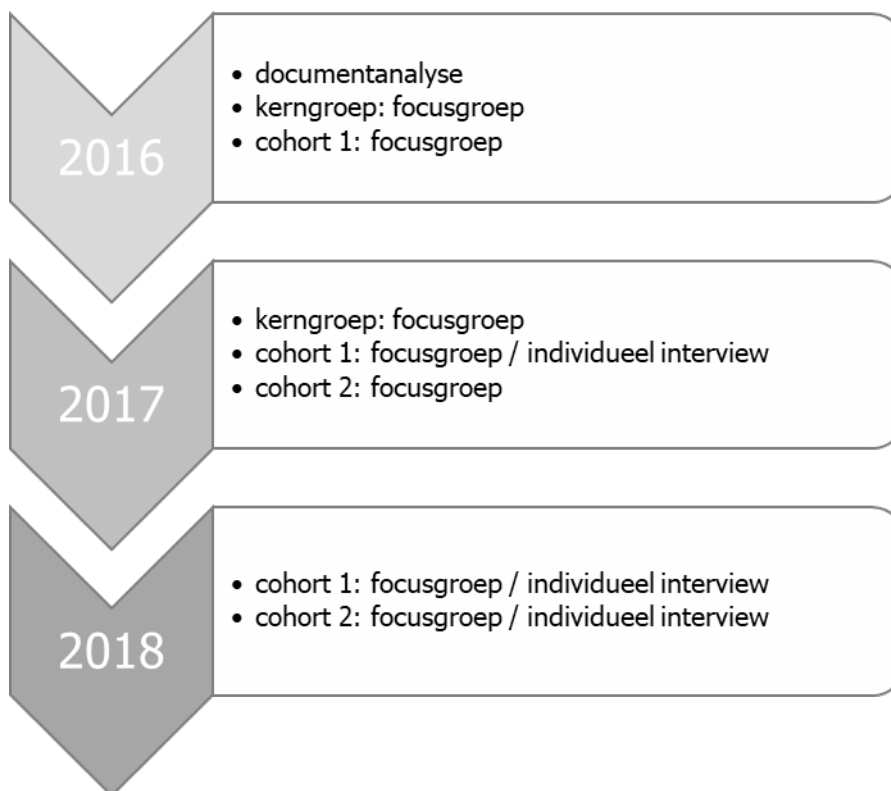 2016
• documentanalyse
• kerngroep: focusgroep
• cohort 1: focusgroep
2017
• kerngroep: focusgroep
• cohort 1: focusgroep / individueel interview
• cohort 2: focusgroep
2018
• cohort 1: focusgroep / individueel interview
• cohort 2: focusgroep / individueel interview